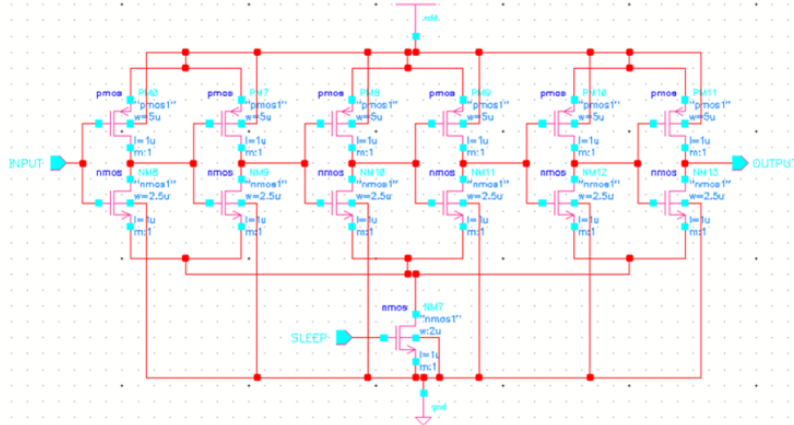 vdd
pmos PM8 pmos PM7 pmos PM8 pmos PM9 pmos PM10 pmos PM11
"pmos1" "pmos1" "pmos1" "pmos1" "pmos1" "pmos1"
w=5u w=5u w=5u w=5u w=5u w=5u
l=1u l=1u l=1u l=1u l=1u l=1u
m:1 m:1 m:1 m:1 m:1 m:1
INPUT OUTPUT
nmos NM8 nmos NM9 nmos NM10 nmos NM11 nmos NM12 nmos NM13
"nmos1" "nmos1" "nmos1" "nmos1" "nmos1" "nmos1"
w=2.5u w=2.5u w=2.5u w=2.5u w=2.5u w=2.5u
l=1u l=1u l=1u l=1u l=1u l=1u
m:1 m:1 m:1 m:1 m:1 m:1
nmos NM7
"nmos1"
w:2u
SLEEP
l=1u
m:1
gnd